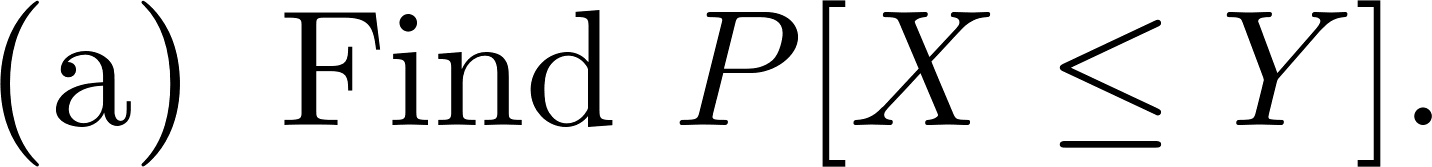 (a) Find P[X ≤ Y].